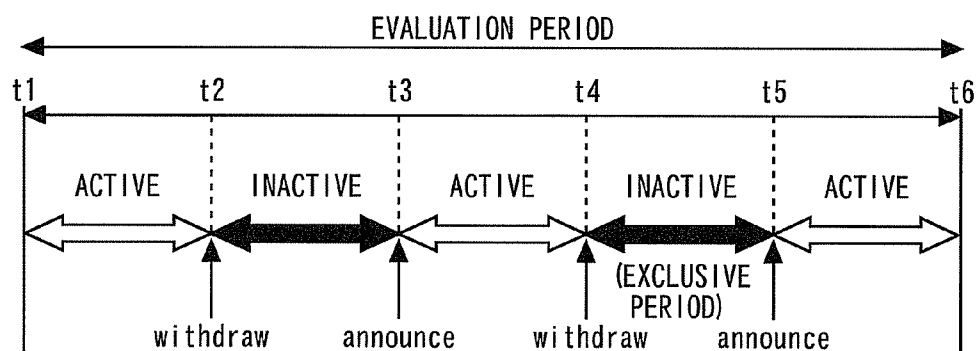 EVALUATION PERIOD
t1 t2 t3 t4 t5 t6
ACTIVE INACTIVE ACTIVE INACTIVE ACTIVE
(EXCLUSIVE
PERIOD)
withdraw announce withdraw announce